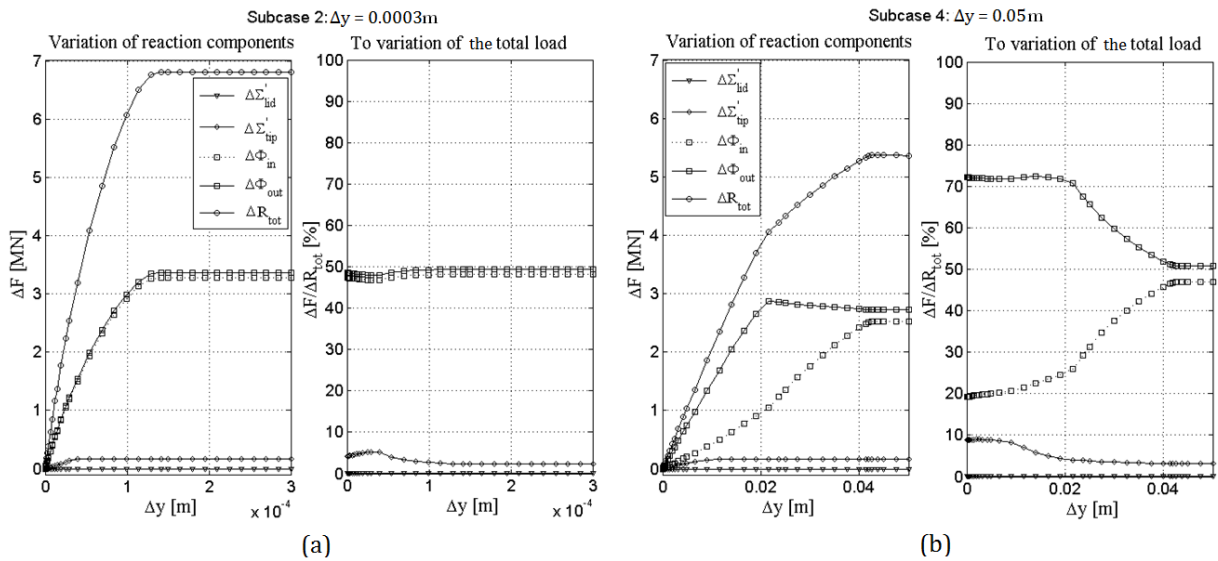 Subcase 2: Δy = 0.0003m
Variation of reaction components
To variation of the total load
7
6
5
4
3
2
1
0
ΔF [MN]
ΔΣ'lid
ΔΣ'tip
ΔΦin
ΔΦout
ΔRtot
0 1 2 3
Δy [m]
x 10⁻⁴
100
90
80
70
60
50
40
30
20
10
0
ΔF/ΔRtot [%]
0 1 2 3
Δy [m]
x 10⁻⁴
(a)
Subcase 4: Δy = 0.05m
Variation of reaction components
To variation of the total load
7
6
5
4
3
2
1
0
ΔF [MN]
ΔΣ'lid
ΔΣ'tip
ΔΦin
ΔΦout
ΔRtot
0 0.02 0.04
Δy [m]
100
90
80
70
60
50
40
30
20
10
0
ΔF/ΔRtot [%]
0 0.02 0.04
Δy [m]
(b)